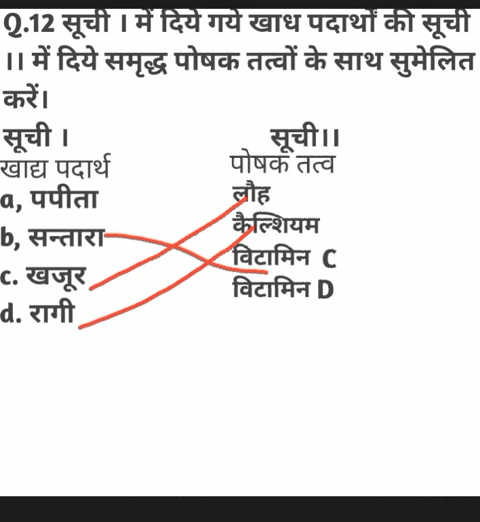 Q.12 सूची । में दिये गये खाध पदार्थों की सूची
।। में दिये समृद्ध पोषक तत्वों के साथ सुमेलित
करें।
सूची । सूची।।
खाद्य पदार्थ पोषक तत्व
a, पपीता लौह
b, सन्तारा कैल्शियम
c. खजूर विटामिन C
d. रागी विटामिन D